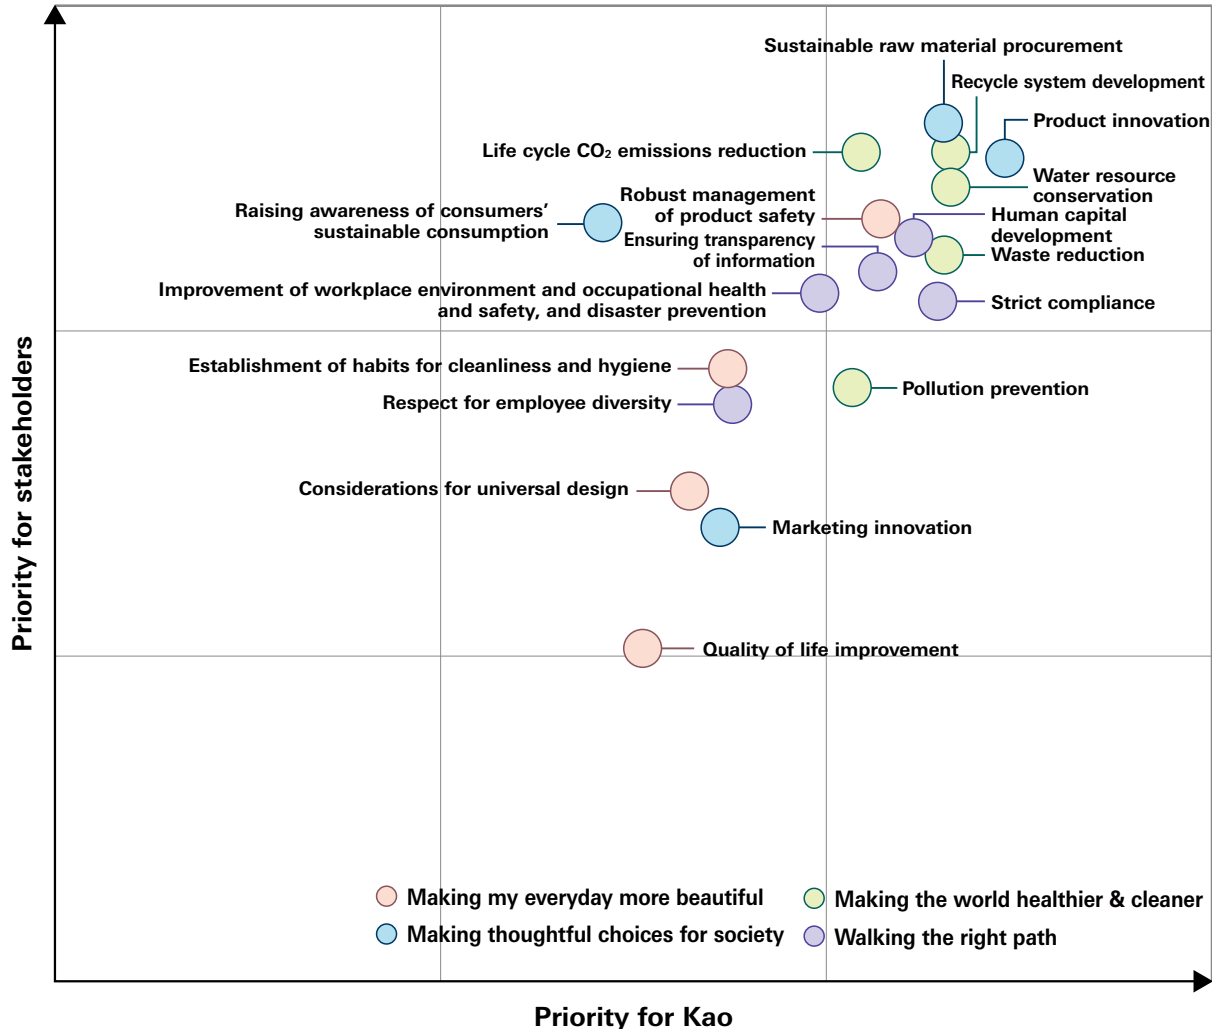 Sustainable raw material procurement
Recycle system development
Product innovation
Life cycle CO₂ emissions reduction
Water resource
conservation
Robust management
of product safety
Raising awareness of consumers’
sustainable consumption
Human capital
development
Ensuring transparency
of information
Waste reduction
Improvement of workplace environment and occupational health
and safety, and disaster prevention
Strict compliance
Establishment of habits for cleanliness and hygiene
Respect for employee diversity
Pollution prevention
Considerations for universal design
Marketing innovation
Quality of life improvement
Priority for stakeholders
Making my everyday more beautiful
Making the world healthier & cleaner
Making thoughtful choices for society
Walking the right path
Priority for Kao